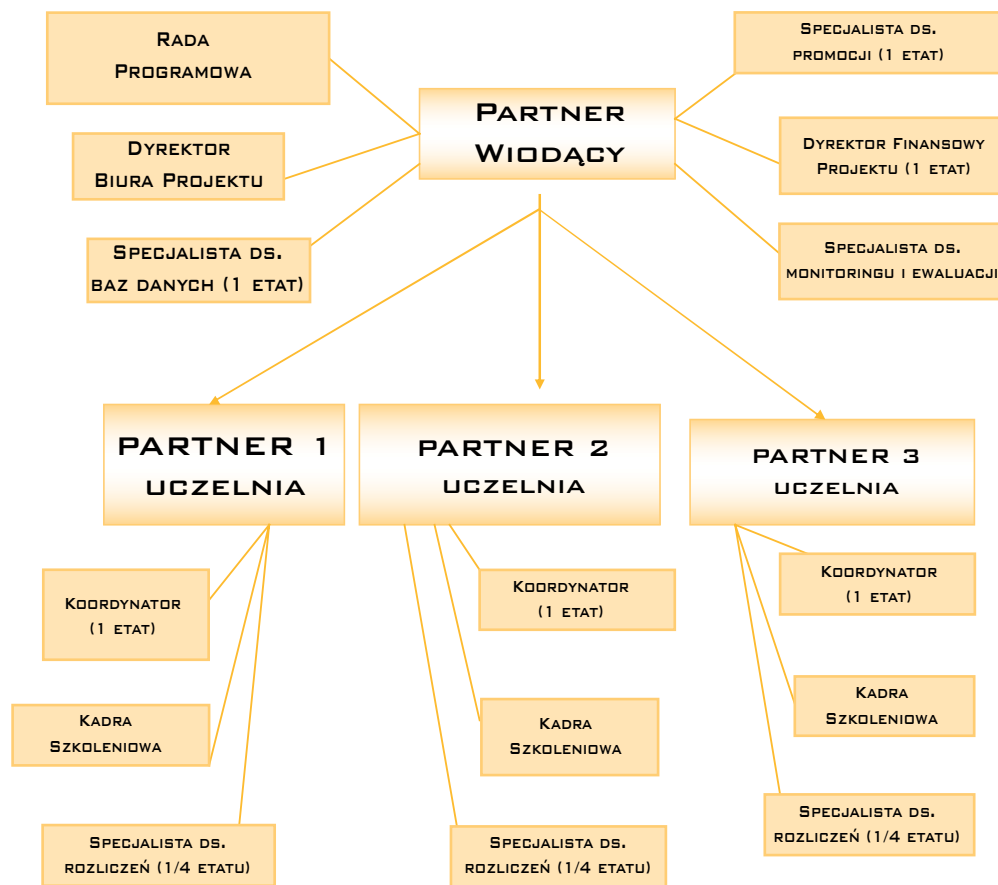 Rada
Programowa
Specjalista ds.
promocji (1 etat)
Partner
Wiodący
Dyrektor
Biura Projektu
Dyrektor Finansowy
Projektu (1 etat)
Specjalista ds.
baz danych (1 etat)
Specjalista ds.
monitoringu i ewaluacji
PARTNER 1
uczelnia
PARTNER 2
uczelnia
PARTNER 3
uczelnia
Koordynator
(1 etat)
Koordynator
(1 etat)
Koordynator
(1 etat)
Kadra
Szkoleniowa
Kadra
Szkoleniowa
Kadra
Szkoleniowa
Specjalista ds.
rozliczeń (1/4 etatu)
Specjalista ds.
rozliczeń (1/4 etatu)
Specjalista ds.
rozliczeń (1/4 etatu)